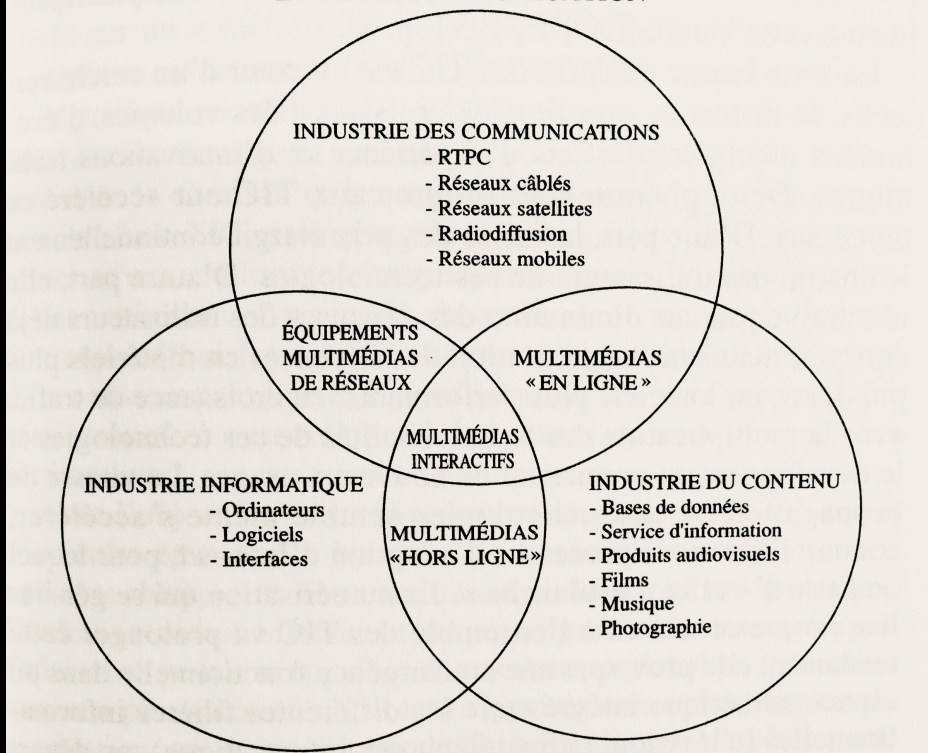 INDUSTRIE DES COMMUNICATIONS
- RTPC
- Réseaux câblés
- Réseaux satellites
- Radiodiffusion
- Réseaux mobiles
ÉQUIPEMENTS
MULTIMÉDIAS
DE RÉSEAUX
MULTIMÉDIAS
« EN LIGNE »
MULTIMÉDIAS
INTERACTIFS
INDUSTRIE INFORMATIQUE
- Ordinateurs
- Logiciels
- Interfaces
MULTIMÉDIAS
«HORS LIGNE»
INDUSTRIE DU CONTENU
- Bases de données
- Service d'information
- Produits audiovisuels
- Films
- Musique
- Photographie